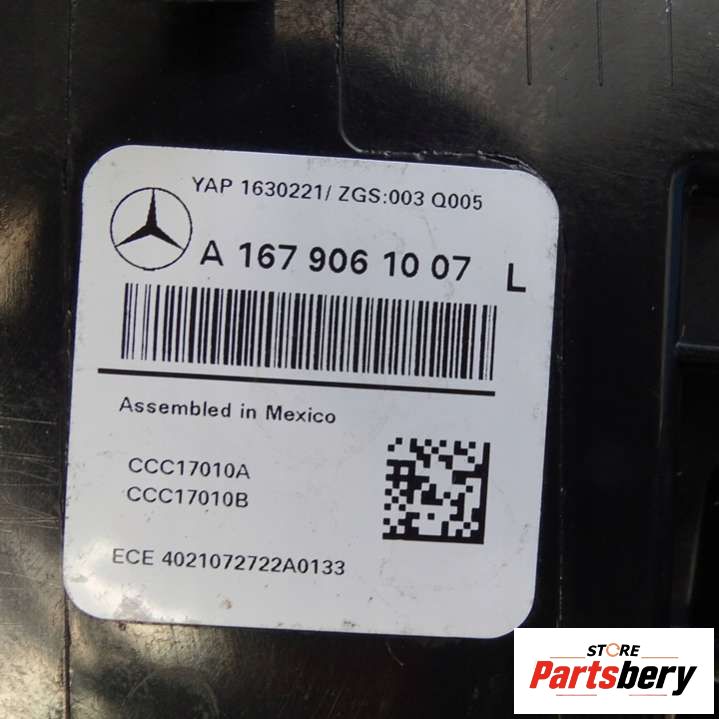 YAP 1630221/ ZGS:003 Q005
A 167 906 10 07 L
Assembled in Mexico
CCC17010A
CCC17010B
ECE 4021072722A0133
STORE
Partsbery